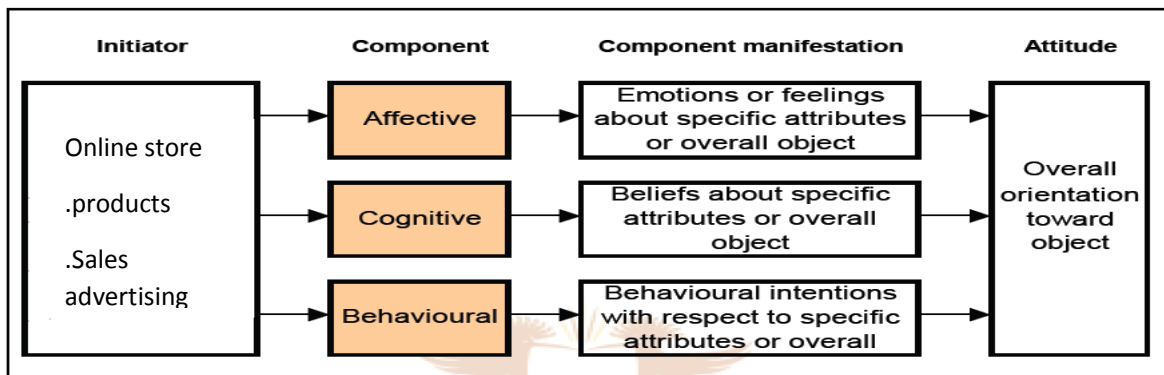 Initiator
Component
Component manifestation
Attitude
Online store
.products
.Sales
advertising
Affective
Emotions or feelings
about specific attributes
or overall object
Cognitive
Beliefs about specific
attributes or overall
object
Behavioural
Behavioural intentions
with respect to specific
attributes or overall
Overall
orientation
toward
object